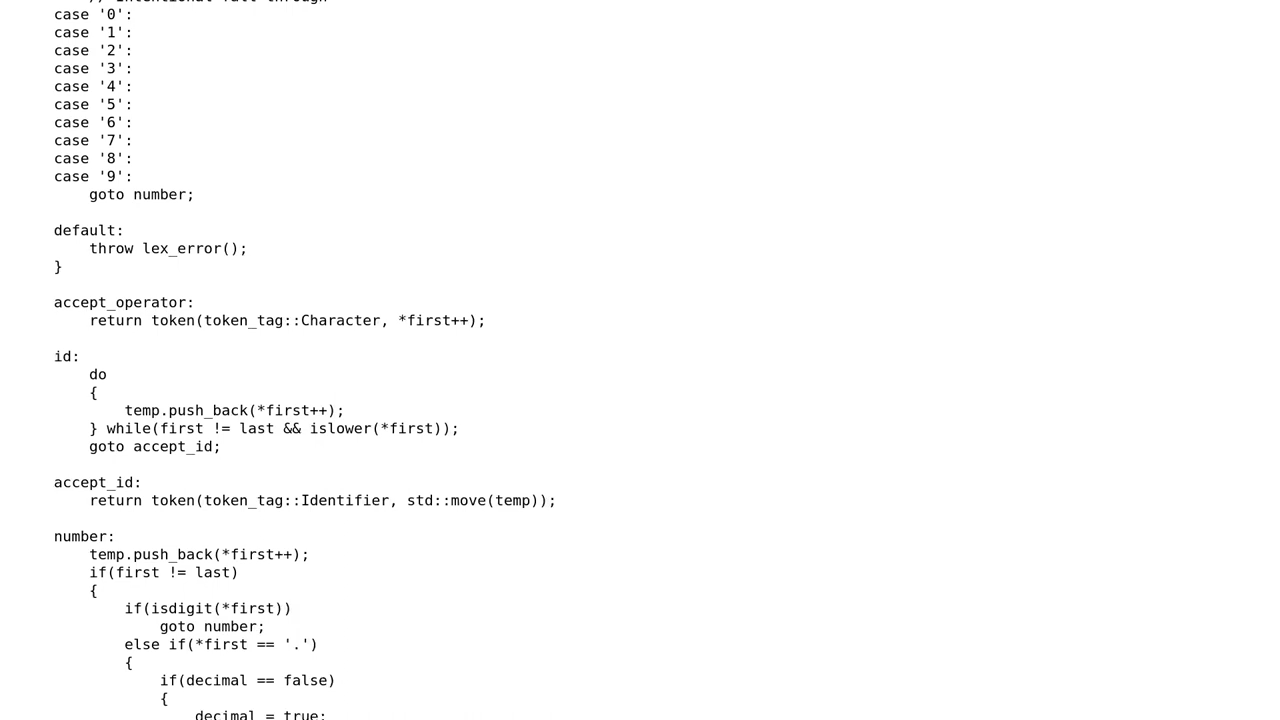 // Intentional fall-through
case '0':
case '1':
case '2':
case '3':
case '4':
case '5':
case '6':
case '7':
case '8':
case '9':
    goto number;

default:
    throw lex_error();
}

accept_operator:
    return token(token_tag::Character, *first++);

id:
    do
    {
        temp.push_back(*first++);
    } while(first != last && islower(*first));
    goto accept_id;

accept_id:
    return token(token_tag::Identifier, std::move(temp));

number:
    temp.push_back(*first++);
    if(first != last)
    {
        if(isdigit(*first))
            goto number;
        else if(*first == '.')
        {
            if(decimal == false)
            {
                decimal = true;